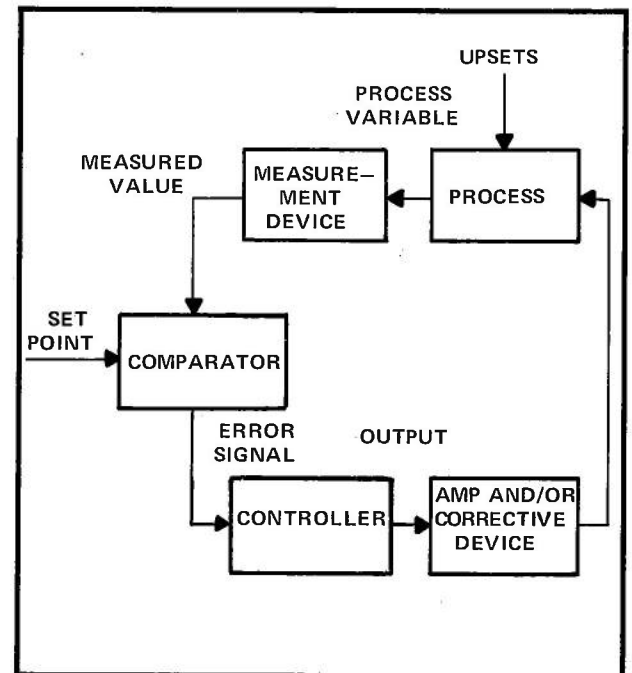 UPSETS
PROCESS
VARIABLE
MEASURED
VALUE
MEASURE–
MENT
DEVICE
PROCESS
SET
POINT
COMPARATOR
ERROR
SIGNAL
OUTPUT
CONTROLLER
AMP AND/OR
CORRECTIVE
DEVICE